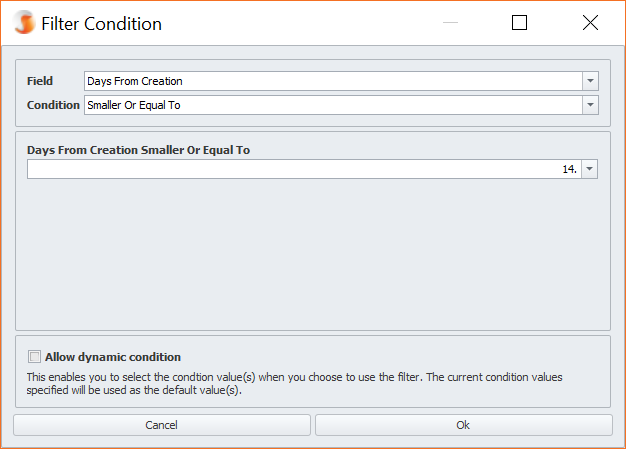 Filter Condition
Field Days From Creation
Condition Smaller Or Equal To
Days From Creation Smaller Or Equal To
14.
Allow dynamic condition
This enables you to select the condtion value(s) when you choose to use the filter. The current condition values
specified will be used as the default value(s).
Cancel Ok